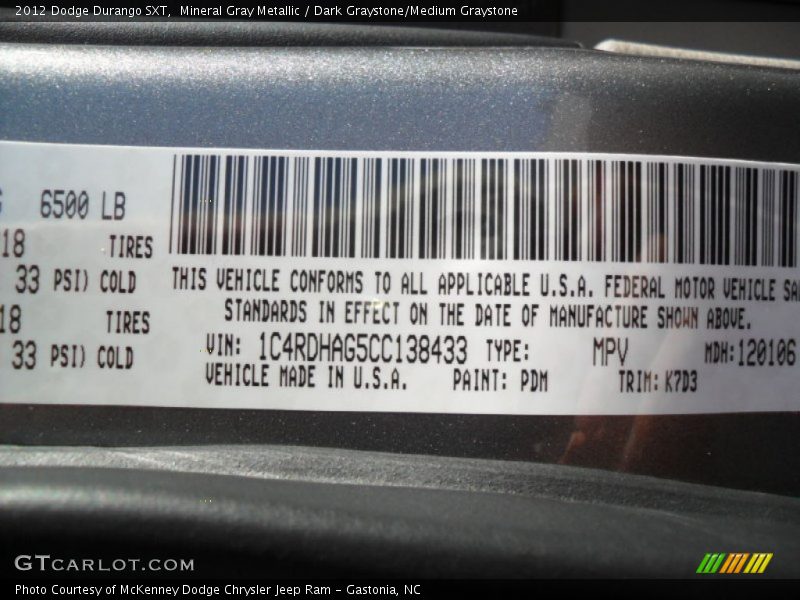 2012 Dodge Durango SXT, Mineral Gray Metallic / Dark Graystone/Medium Graystone
6500 LB
18 TIRES
33 PSI) COLD
THIS VEHICLE CONFORMS TO ALL APPLICABLE U.S.A. FEDERAL MOTOR VEHICLE SA
STANDARDS IN EFFECT ON THE DATE OF MANUFACTURE SHOWN ABOVE.
18 TIRES
33 PSI) COLD
VIN: 1C4RDHAG5CC138433 TYPE: MPV MDH:120106
VEHICLE MADE IN U.S.A. PAINT: PDM TRIM: K7D3
GTCARLOT.COM
Photo Courtesy of McKenney Dodge Chrysler Jeep Ram – Gastonia, NC